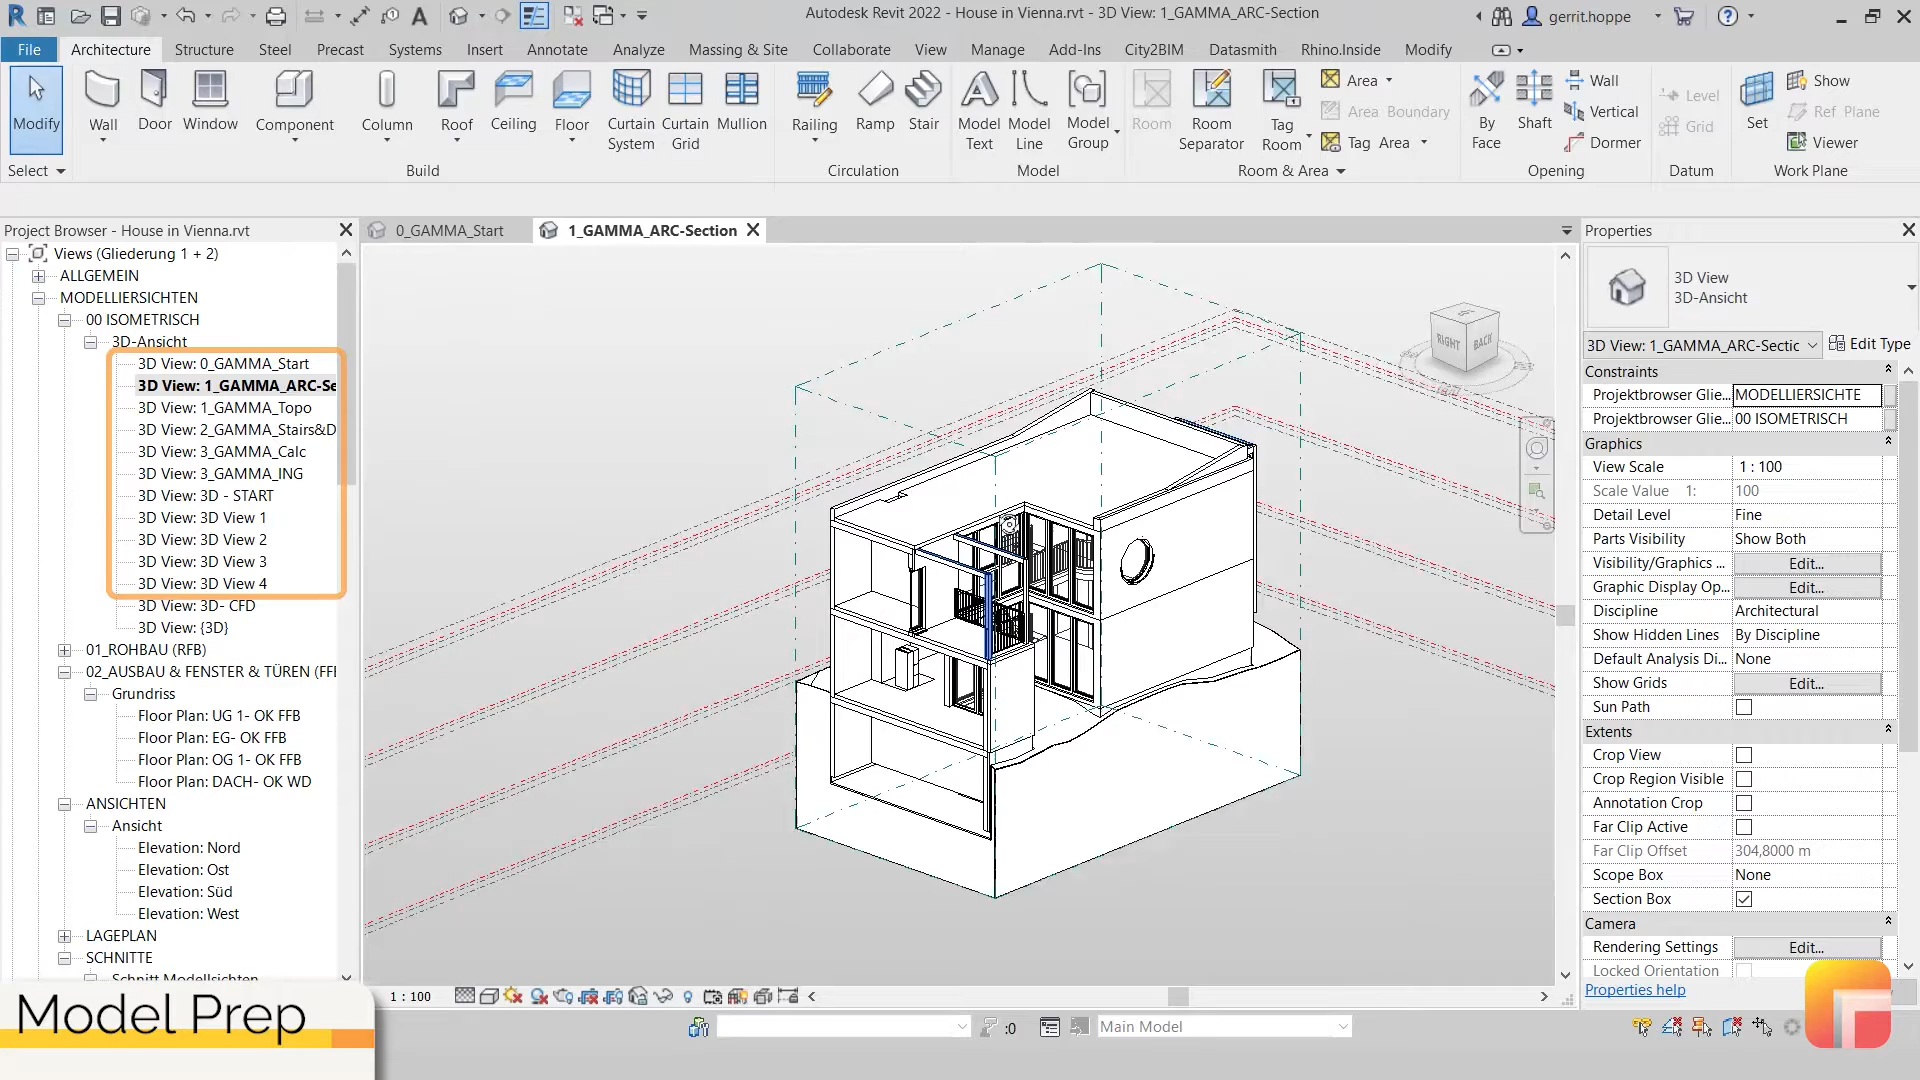 Autodesk Revit 2022 - House in Vienna.rvt - 3D View: 1_GAMMA_ARC-Section
gerrit.hoppe
File Architecture Structure Steel Precast Systems Insert Annotate Analyze Massing & Site Collaborate View Manage Add-Ins City2BIM Datasmith Rhino.Inside Modify
Modify
Wall
Door
Window
Component
Column
Roof
Ceiling
Floor
Curtain System
Curtain Grid
Mullion
Railing
Ramp
Stair
Model Text
Model Line
Model Group
Room
Room Separator
Tag Room
Area
Area Boundary
Tag Area
By Face
Shaft
Wall
Vertical
Dormer
Level
Grid
Set
Show
Ref Plane
Viewer
Select Build Circulation Model Room & Area Opening Datum Work Plane
Project Browser - House in Vienna.rvt
Views (Gliederung 1 + 2)
ALLGEMEIN
MODELLIERSICHTEN
00 ISOMETRISCH
3D-Ansicht
3D View: 0_GAMMA_Start
3D View: 1_GAMMA_ARC-Se
3D View: 1_GAMMA_Topo
3D View: 2_GAMMA_Stairs&D
3D View: 3_GAMMA_Calc
3D View: 3_GAMMA_ING
3D View: 3D - START
3D View: 3D View 1
3D View: 3D View 2
3D View: 3D View 3
3D View: 3D View 4
3D View: 3D- CFD
3D View: {3D}
01_ROHBAU (RFB)
02_AUSBAU & FENSTER & TÜREN (FFI
Grundriss
Floor Plan: UG 1- OK FFB
Floor Plan: EG- OK FFB
Floor Plan: OG 1- OK FFB
Floor Plan: DACH- OK WD
ANSICHTEN
Ansicht
Elevation: Nord
Elevation: Ost
Elevation: Süd
Elevation: West
LAGEPLAN
SCHNITTE
Schnitt Modellsichten
Model Prep
0_GAMMA_Start
1_GAMMA_ARC-Section
RIGHT BACK
1 : 100
:0
Main Model
Properties
3D View
3D-Ansicht
3D View: 1_GAMMA_ARC-Sectic
Edit Type
Constraints
Projektbrowser Glie... MODELLIERSICHTE
Projektbrowser Glie... 00 ISOMETRISCH
Graphics
View Scale 1 : 100
Scale Value 1: 100
Detail Level Fine
Parts Visibility Show Both
Visibility/Graphics ... Edit...
Graphic Display Op... Edit...
Discipline Architectural
Show Hidden Lines By Discipline
Default Analysis Di... None
Show Grids Edit...
Sun Path
Extents
Crop View
Crop Region Visible
Annotation Crop
Far Clip Active
Far Clip Offset 304,8000 m
Scope Box None
Section Box
Camera
Rendering Settings Edit...
Locked Orientation
Properties help